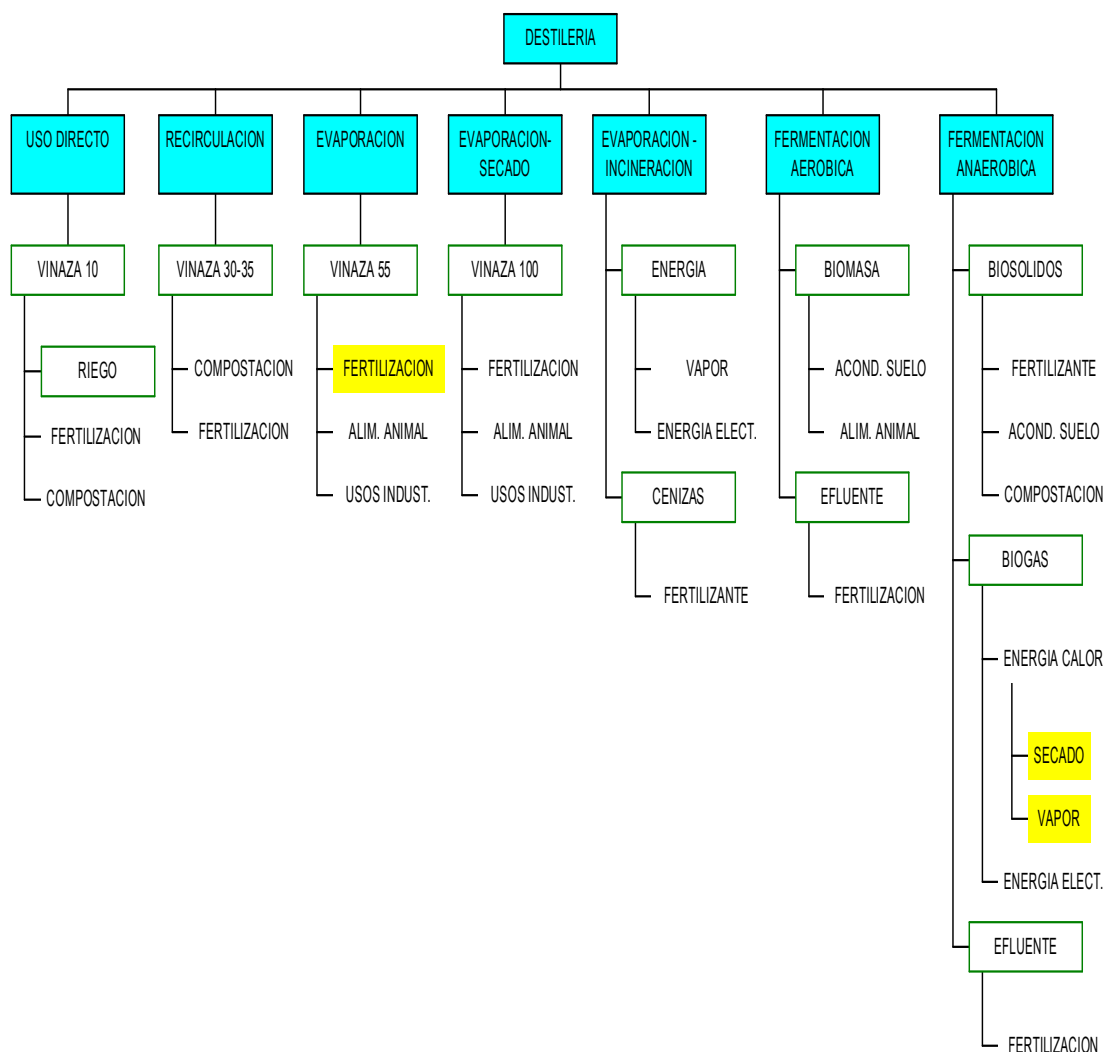 DESTILERIA
USO DIRECTO
RECIRCULACION
EVAPORACION
EVAPORACION-
SECADO
EVAPORACION -
INCINERACION
FERMENTACION
AEROBICA
FERMENTACION
ANAEROBICA
VINAZA 10
VINAZA 30-35
VINAZA 55
VINAZA 100
ENERGIA
BIOMASA
BIOSOLIDOS
RIEGO
COMPOSTACION
FERTILIZACION
FERTILIZACION
VAPOR
ACOND. SUELO
FERTILIZANTE
FERTILIZACION
FERTILIZACION
ALIM. ANIMAL
ALIM. ANIMAL
ENERGIA ELECT.
ALIM. ANIMAL
ACOND. SUELO
COMPOSTACION
USOS INDUST.
USOS INDUST.
CENIZAS
EFLUENTE
COMPOSTACION
BIOGAS
FERTILIZANTE
FERTILIZACION
ENERGIA CALOR
SECADO
VAPOR
ENERGIA ELECT.
EFLUENTE
FERTILIZACION